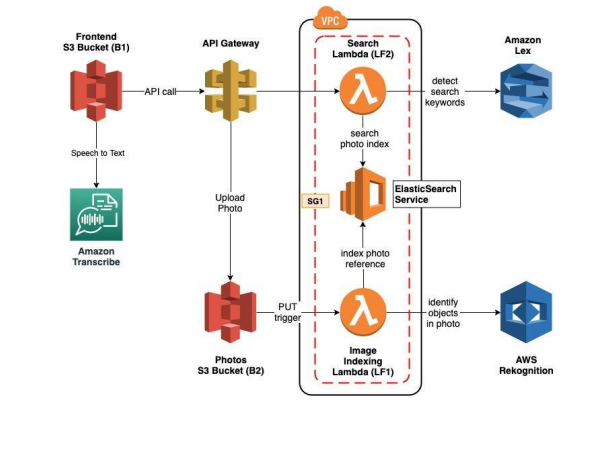 Frontend
S3 Bucket (B1)
API Gateway
VPC
Search
Lambda (LF2)
Amazon
Lex
API call
detect
search
keywords
search
photo index
Speech to Text
Upload
Photo
SG1
ElasticSearch
Service
Amazon
Transcribe
index photo
reference
PUT
trigger
identify
objects
in photo
Photos
S3 Bucket (B2)
Image
Indexing
Lambda (LF1)
AWS
Rekognition